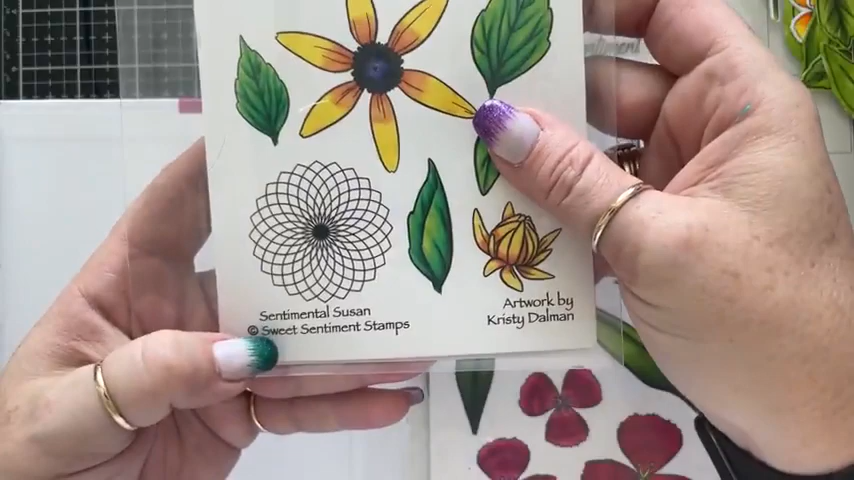 Sentimental Susan
© Sweet Sentiment Stamps
Artwork by
Kristy Dalman